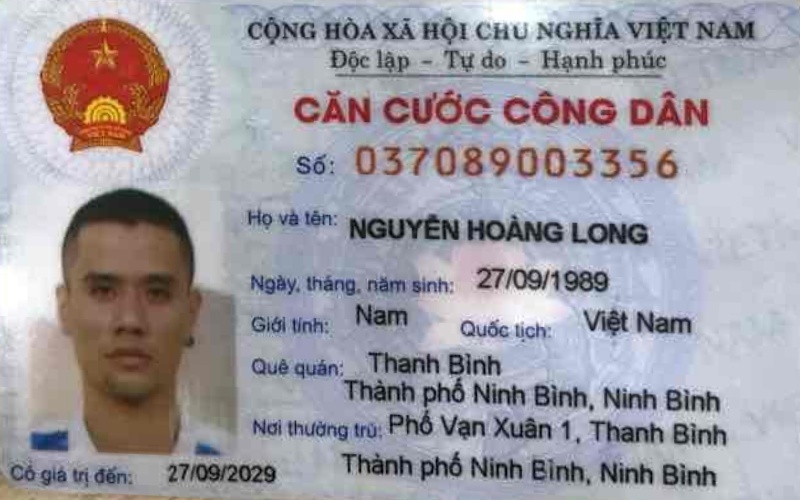 CỘNG HÒA XÃ HỘI CHỦ NGHĨA VIỆT NAM
Độc lập - Tự do - Hạnh phúc
CĂN CƯỚC CÔNG DÂN
Số: 037089003356
Họ và tên: NGUYỄN HOÀNG LONG
Ngày, tháng, năm sinh: 27/09/1989
Giới tính: Nam Quốc tịch: Việt Nam
Quê quán: Thanh Bình
Thành phố Ninh Bình, Ninh Bình
Nơi thường trú: Phố Vạn Xuân 1, Thanh Bình
Có giá trị đến: 27/09/2029 Thành phố Ninh Bình, Ninh Bình